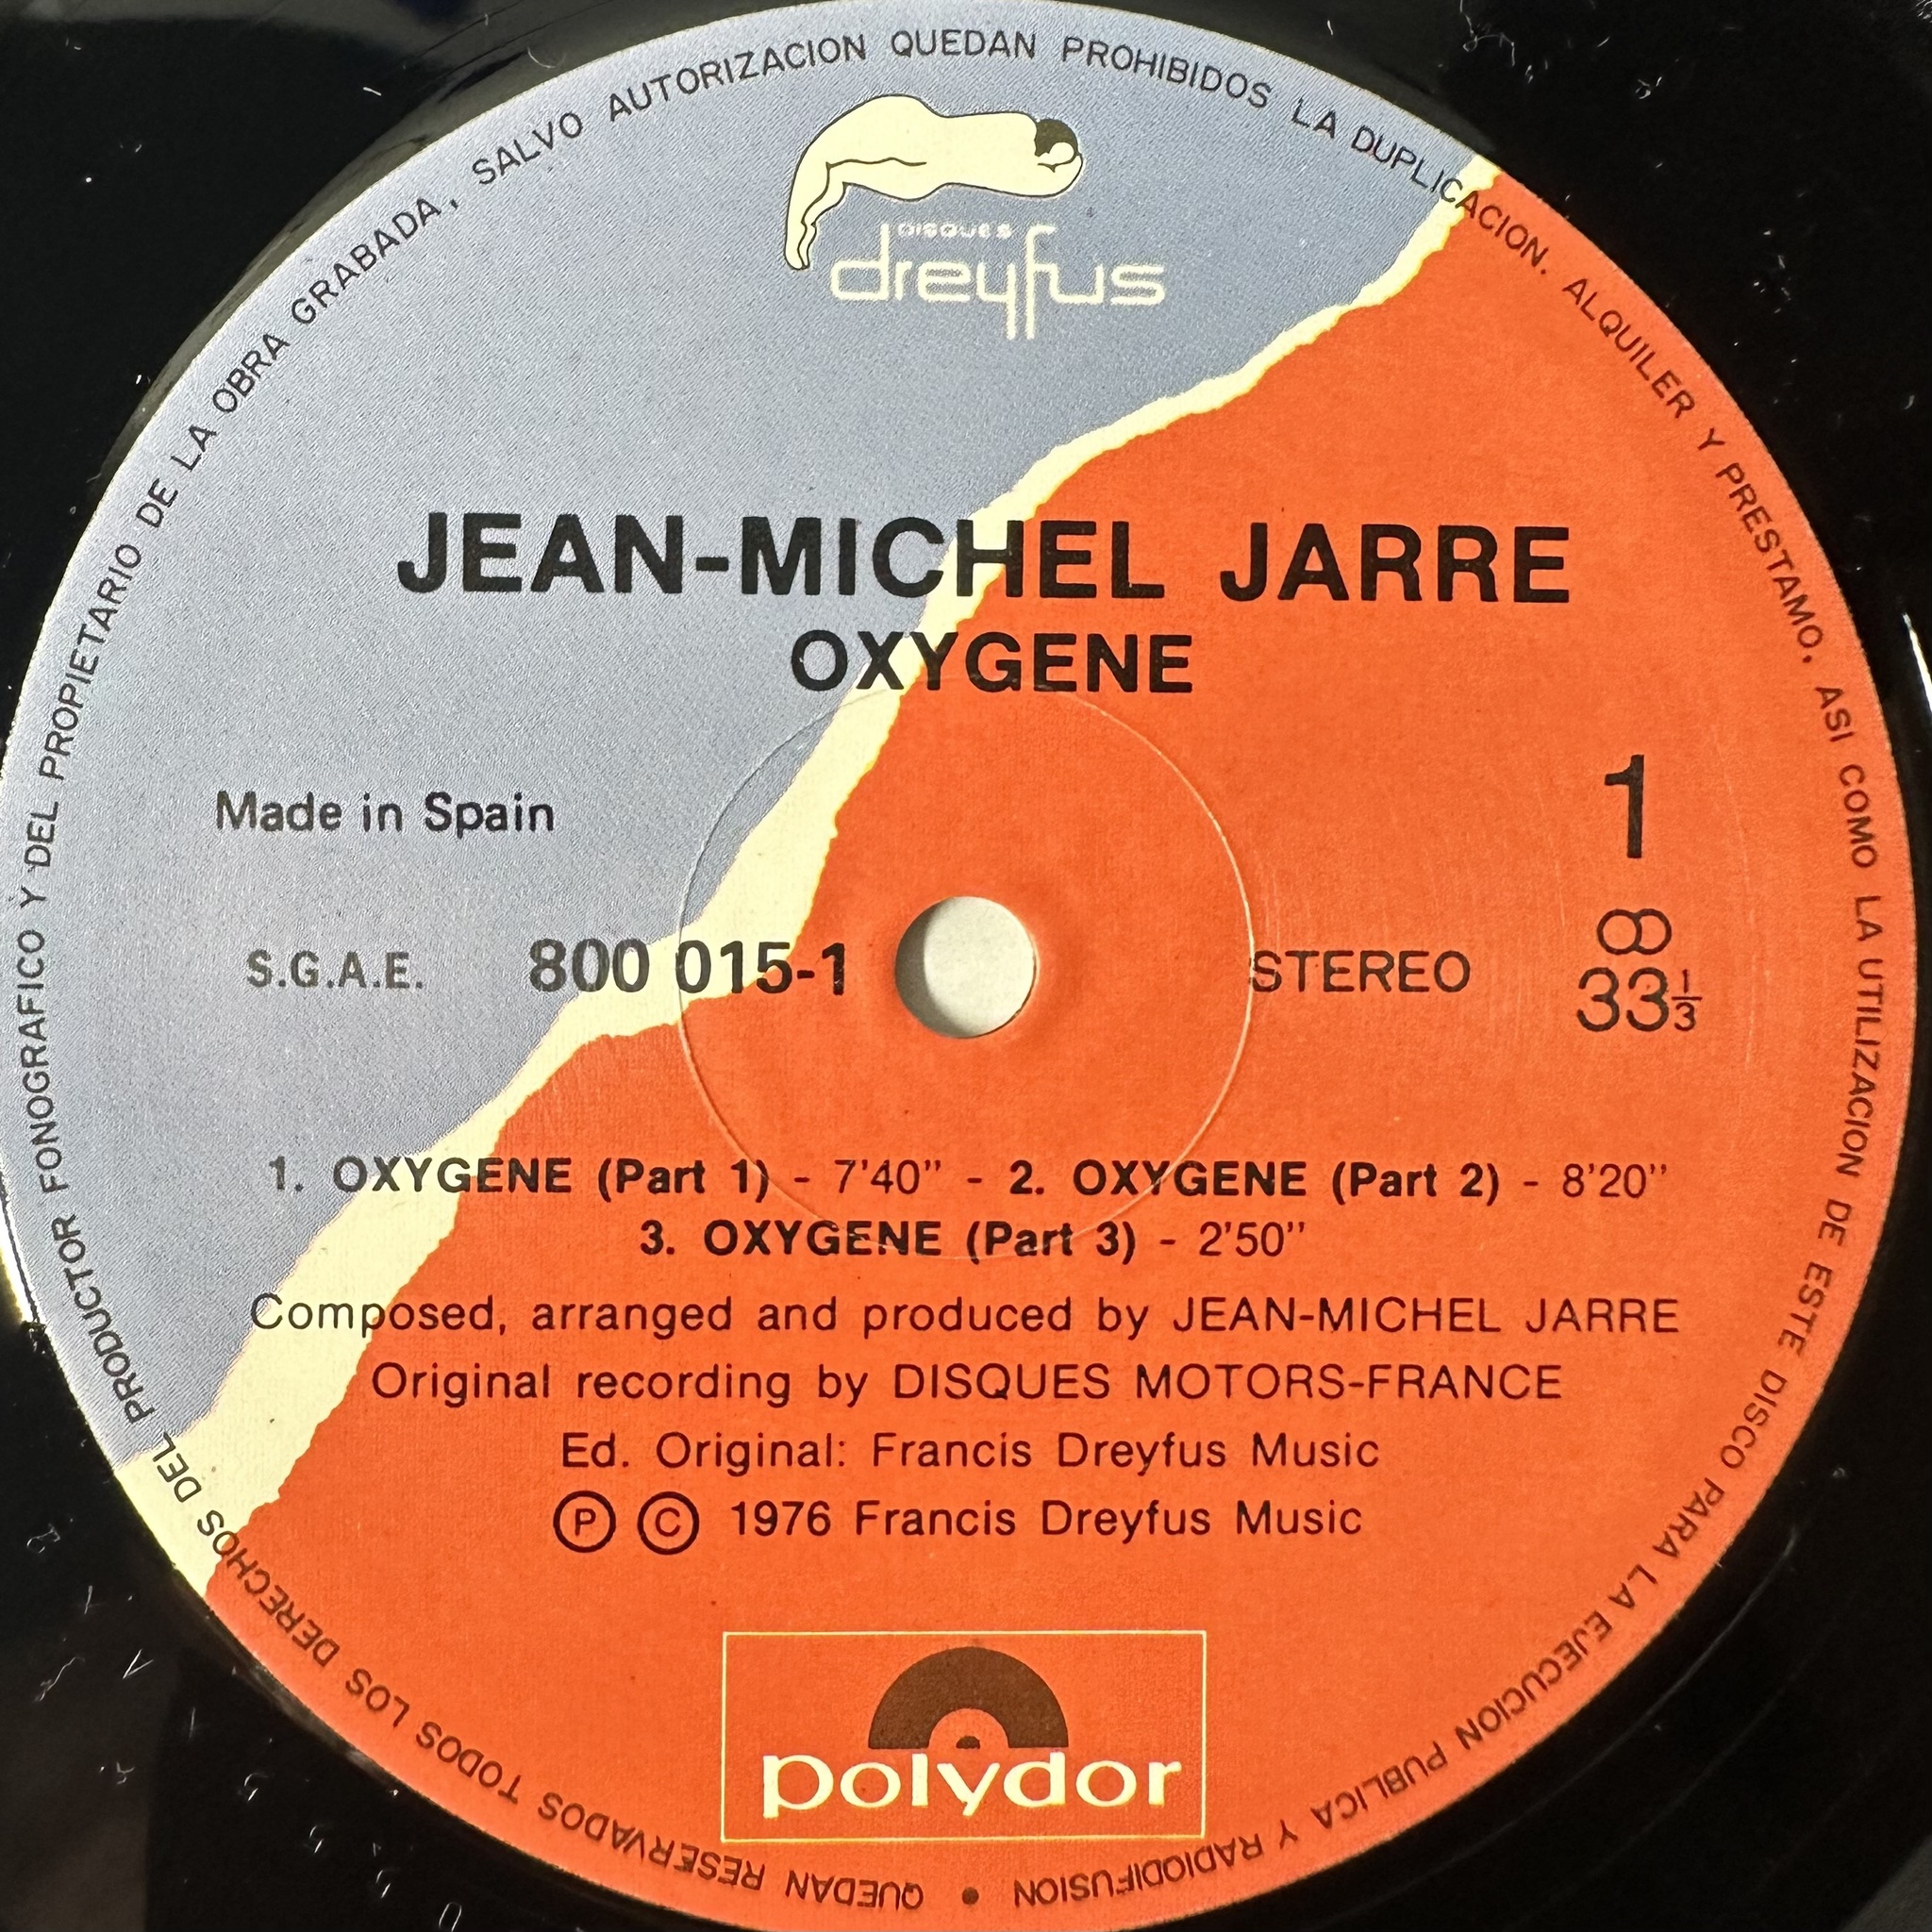 QUEDAN RESERVADOS TODOS LOS DERECHOS DEL PRODUCTOR FONOGRAFICO Y DEL PROPIETARIO DE LA OBRA GRABADA, SALVO AUTORIZACION QUEDAN PROHIBIDOS LA DUPLICACION. ALQUILER Y PRESTAMO, ASI COMO LA UTILIZACION DE ESTE DISCO PARA LA EJECUCION PUBLICA Y RADIODIFUSION •
DISQUES
dreyfus
JEAN-MICHEL JARRE
OXYGENE
Made in Spain
1
S.G.A.E. 800 015-1 STEREO
33⅓
1. OXYGENE (Part 1) - 7'40" - 2. OXYGENE (Part 2) - 8'20"
3. OXYGENE (Part 3) - 2'50"
Composed, arranged and produced by JEAN-MICHEL JARRE
Original recording by DISQUES MOTORS-FRANCE
Ed. Original: Francis Dreyfus Music
Ⓟ Ⓒ 1976 Francis Dreyfus Music
polydor